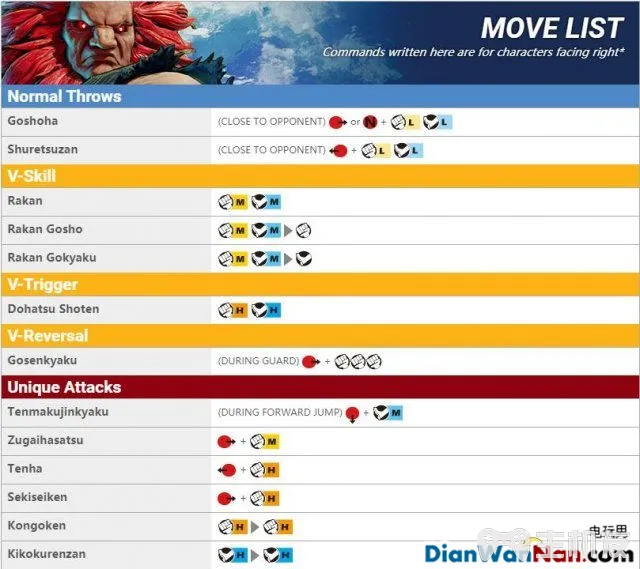 MOVE LIST
Commands written here are for characters facing right*
Normal Throws
Goshoha (CLOSE TO OPPONENT) or N + L L
Shuretsuzan (CLOSE TO OPPONENT) + L L
V-Skill
Rakan M M
Rakan Gosho M M
Rakan Gokyaku M M
V-Trigger
Dohatsu Shoten H H
V-Reversal
Gosenkyaku (DURING GUARD) +
Unique Attacks
Tenmakujinkyaku (DURING FORWARD JUMP) + M
Zugaihasatsu + M
Tenha + H
Sekiseiken + H
Kongoken H H
电玩男
Kikokurenzan H H
DianWanNan.com